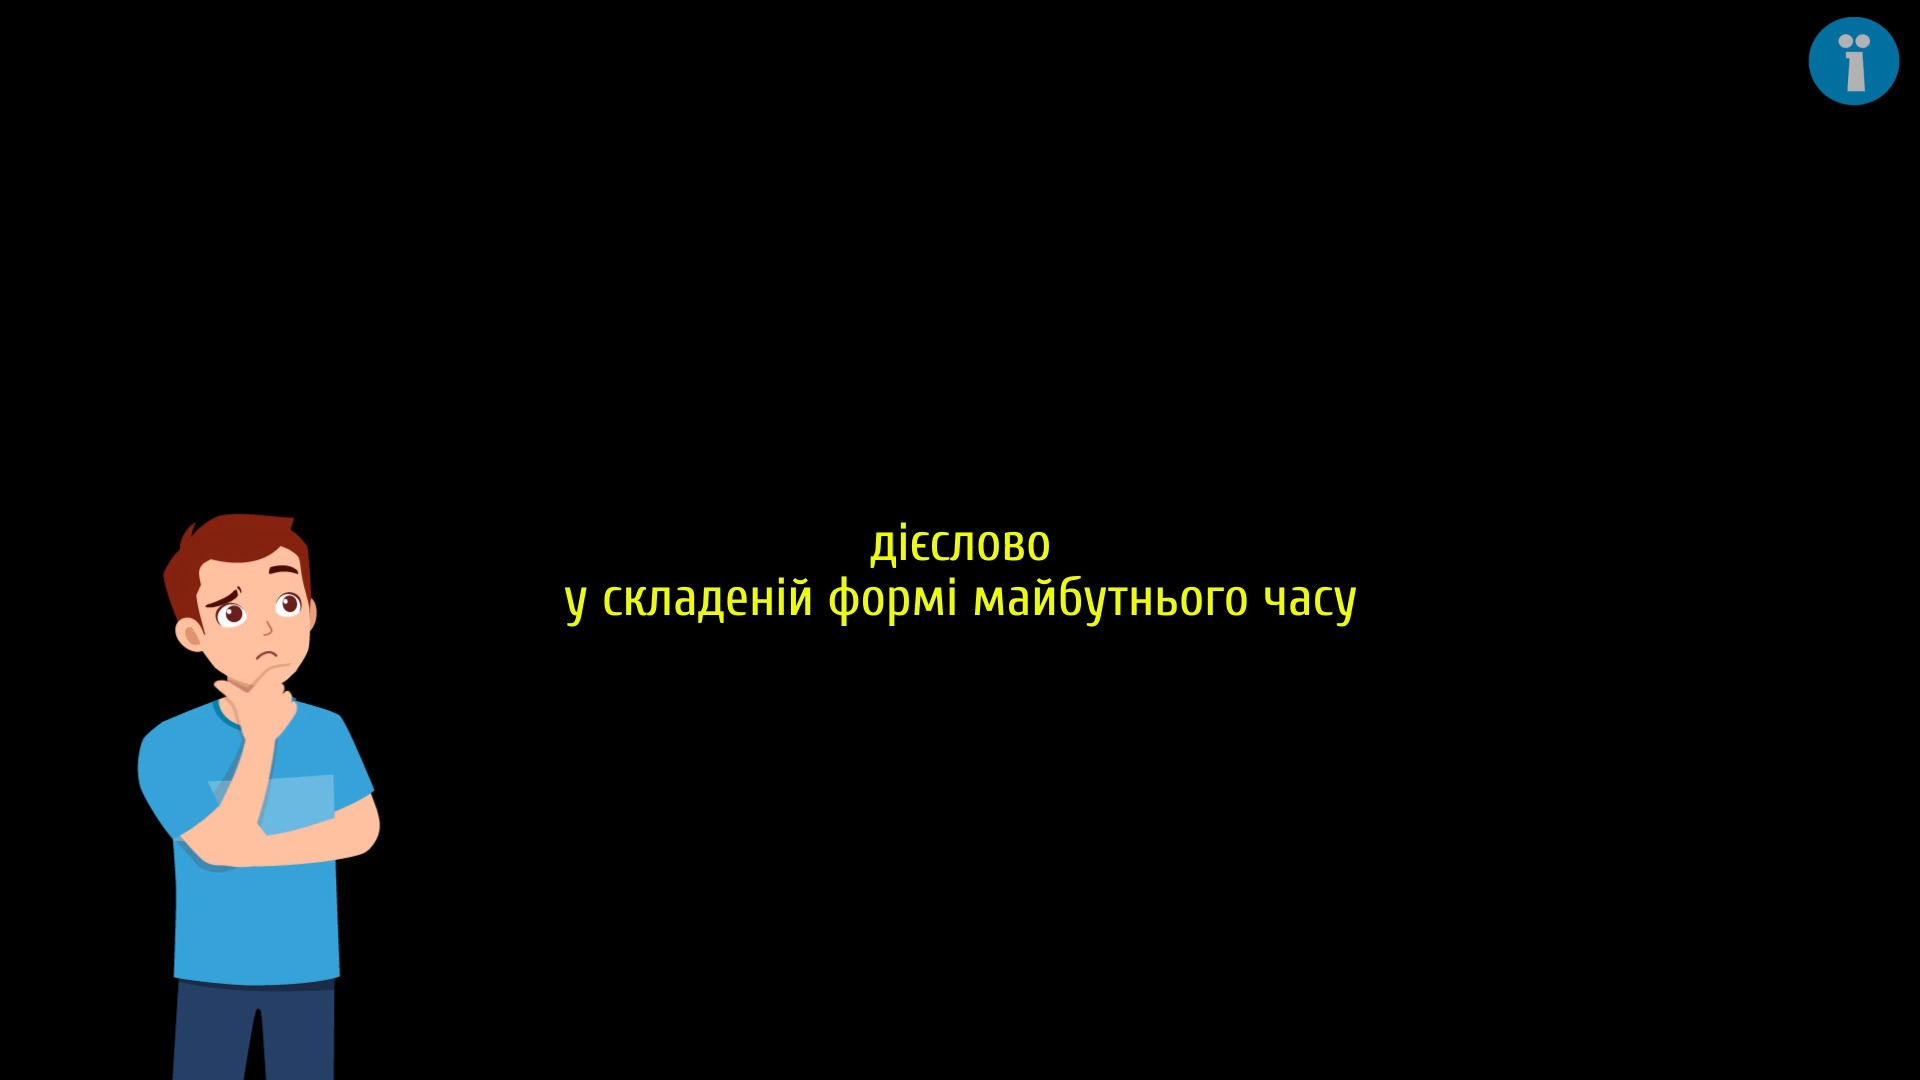 ї
дієслово
у складеній формі майбутнього часу